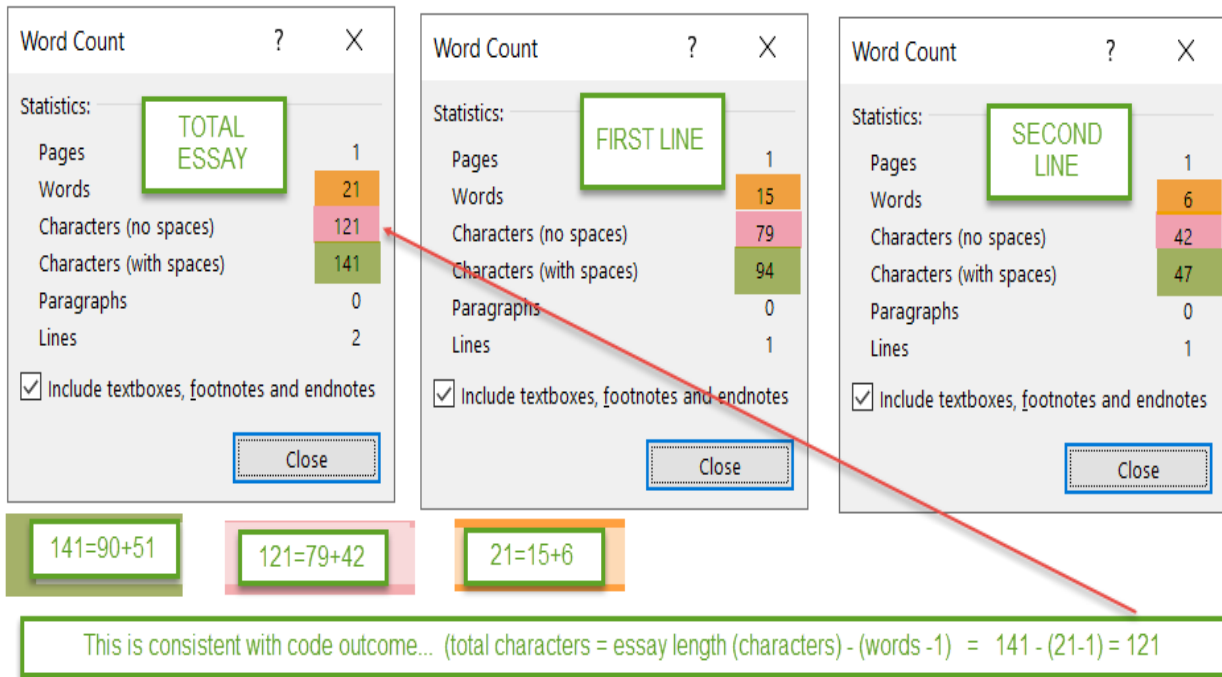 Word Count ? X
Statistics:
TOTAL
ESSAY
Pages 1
Words 21
Characters (no spaces) 121
Characters (with spaces) 141
Paragraphs 0
Lines 2
Include textboxes, footnotes and endnotes
Close
Word Count ? X
Statistics:
FIRST LINE
Pages 1
Words 15
Characters (no spaces) 79
Characters (with spaces) 94
Paragraphs 0
Lines 1
Include textboxes, footnotes and endnotes
Close
Word Count ? X
Statistics:
SECOND
LINE
Pages 1
Words 6
Characters (no spaces) 42
Characters (with spaces) 47
Paragraphs 0
Lines 1
Include textboxes, footnotes and endnotes
Close
141=90+51
121=79+42
21=15+6
This is consistent with code outcome... (total characters = essay length (characters) - (words -1) = 141 - (21-1) = 121